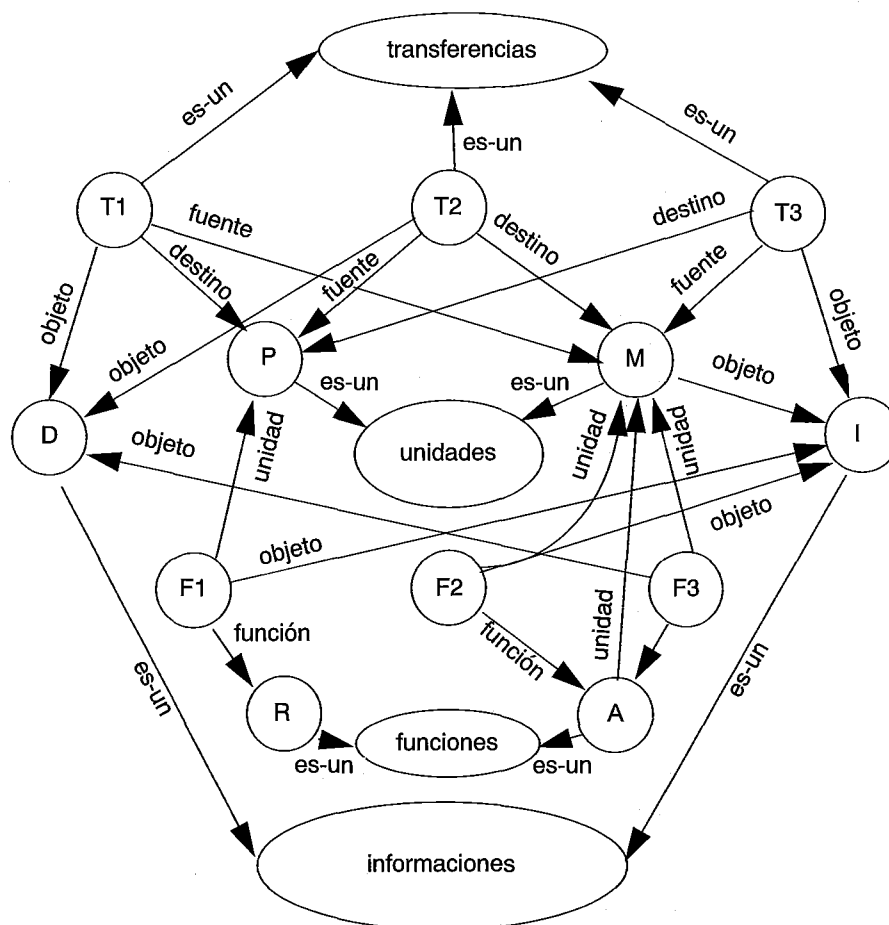 transferencias
es-un
es-un
es-un
T1
T2
T3
fuente
destino
destino
destino
fuente
fuente
objeto
objeto
objeto
P
M
es-un
es-un
objeto
D
objeto
unidad
unidades
unidad
unidad
I
objeto
objeto
F1
F2
F3
función
función
unidad
es-un
es-un
R
A
funciones
es-un
es-un
informaciones